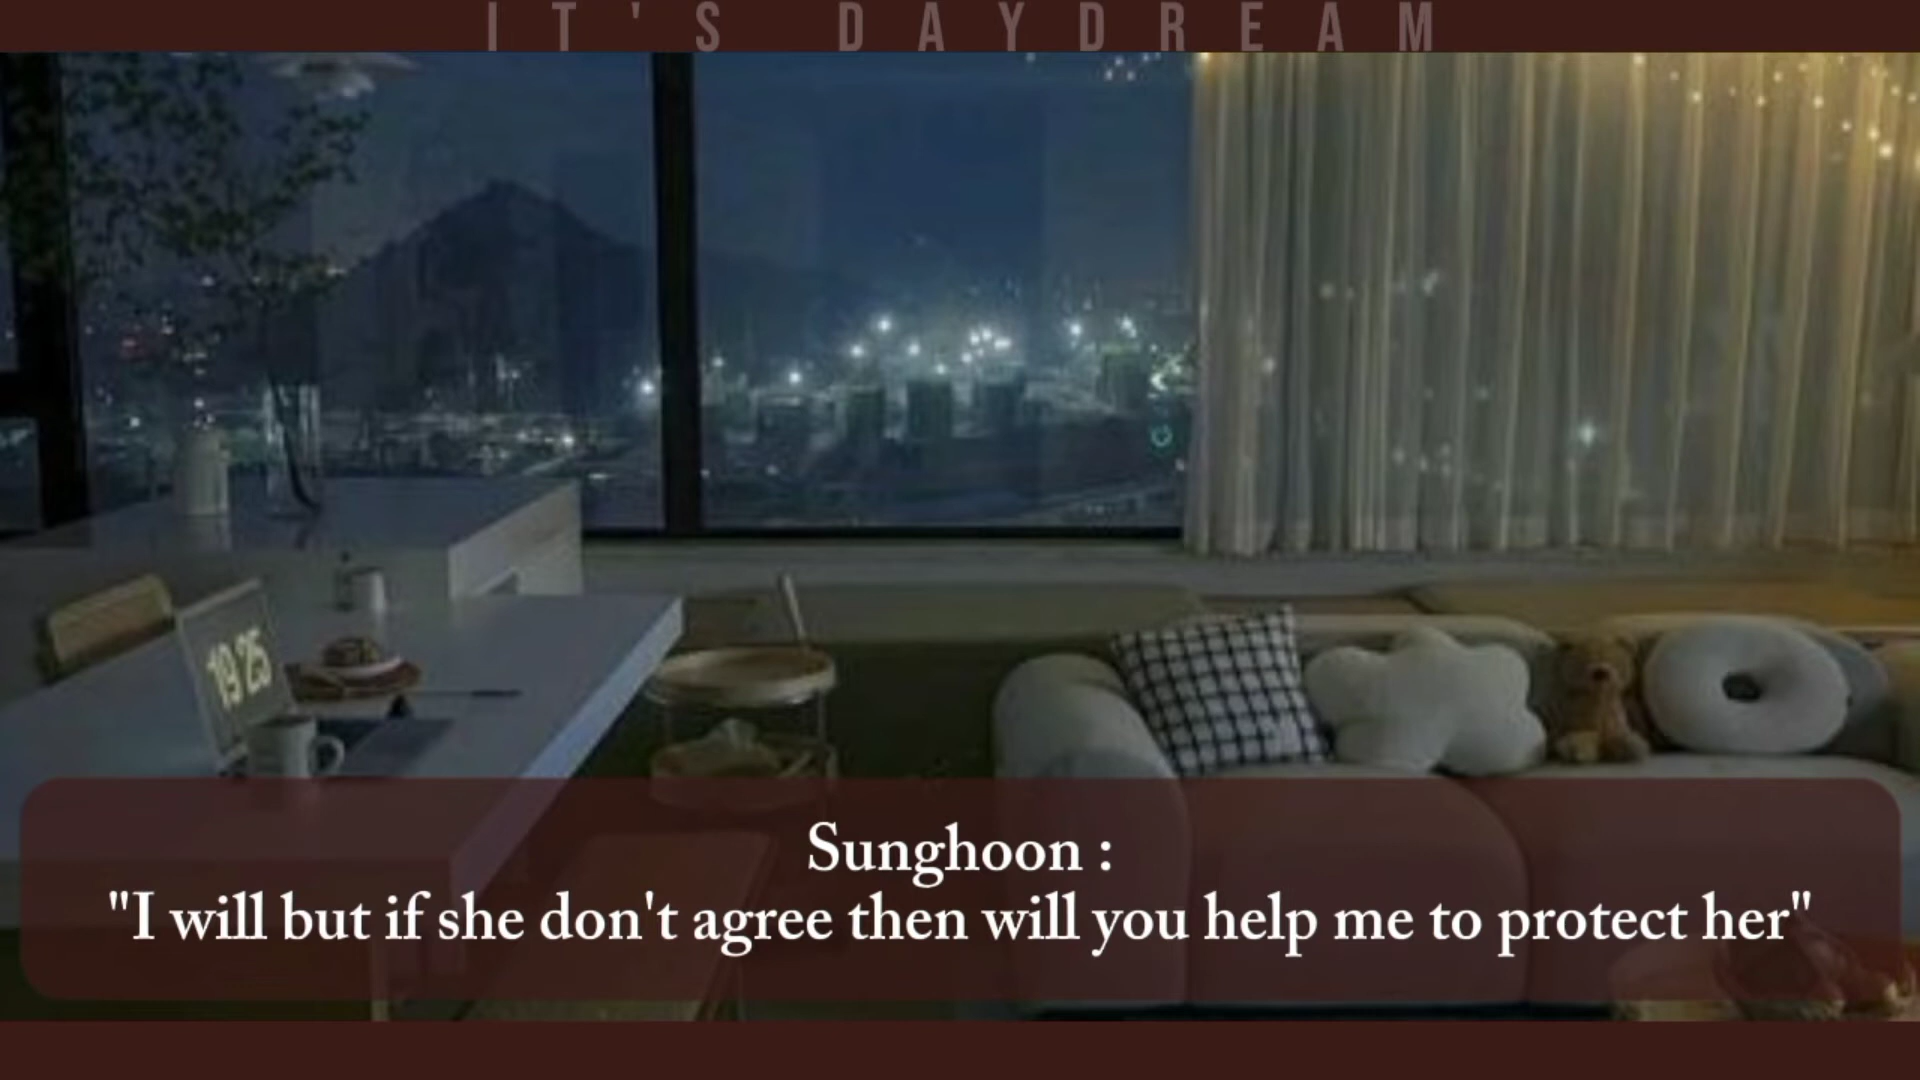 IT'S DAYDREAM
19 25
Sunghoon :
"I will but if she don't agree then will you help me to protect her"